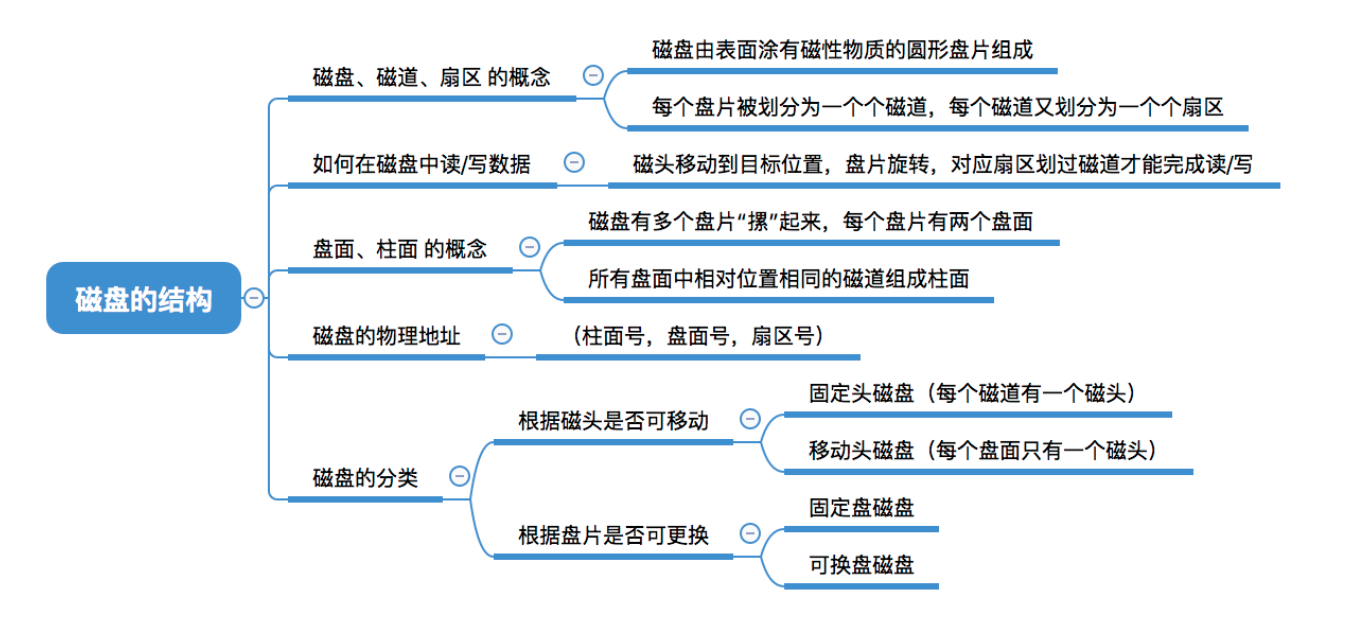 磁盘的结构
磁盘、磁道、扇区 的概念
磁盘由表面涂有磁性物质的圆形盘片组成
每个盘片被划分为一个个磁道，每个磁道又划分为一个个扇区
如何在磁盘中读/写数据
磁头移动到目标位置，盘片旋转，对应扇区划过磁道才能完成读/写
盘面、柱面 的概念
磁盘有多个盘片“摞”起来，每个盘片有两个盘面
所有盘面中相对位置相同的磁道组成柱面
磁盘的物理地址
（柱面号，盘面号，扇区号）
磁盘的分类
根据磁头是否可移动
固定头磁盘（每个磁道有一个磁头）
移动头磁盘（每个盘面只有一个磁头）
根据盘片是否可更换
固定盘磁盘
可换盘磁盘